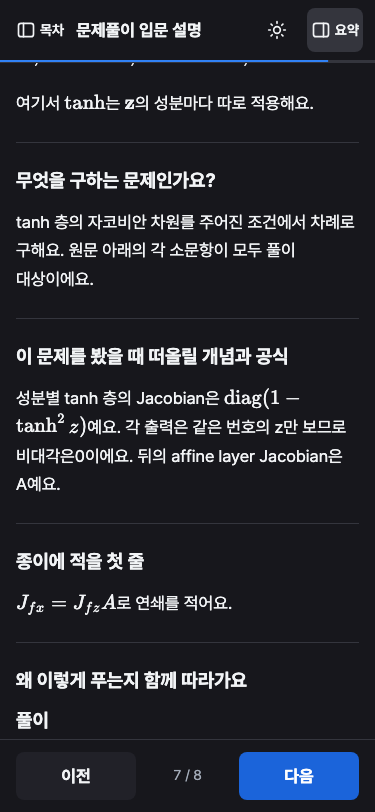 목차 문제풀이 입문 설명 요약
여기서 tanh는 z의 성분마다 따로 적용해요.
무엇을 구하는 문제인가요?
tanh 층의 자코비안 차원을 주어진 조건에서 차례로
구해요. 원문 아래의 각 소문항이 모두 풀이
대상이에요.
이 문제를 봤을 때 떠올릴 개념과 공식
성분별 tanh 층의 Jacobian은 diag(1 −
tanh² z)예요. 각 출력은 같은 번호의 z만 보므로
비대각은0이에요. 뒤의 affine layer Jacobian은
A예요.
종이에 적을 첫 줄
J_{fx} = J_{fz}A로 연쇄를 적어요.
왜 이렇게 푸는지 함께 따라가요
풀이
이전 7 / 8 다음